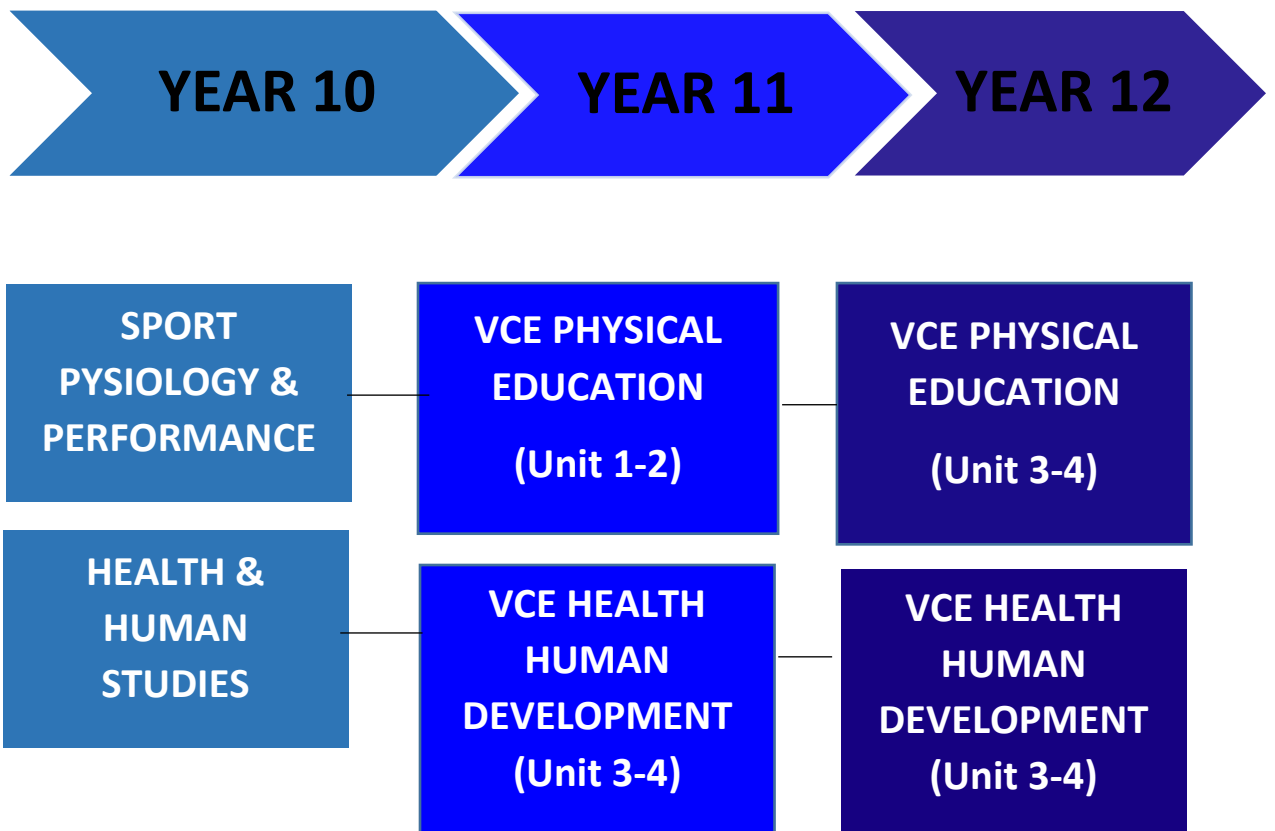 YEAR 10
YEAR 11
YEAR 12
SPORT
PYSIOLOGY &
PERFORMANCE
VCE PHYSICAL
EDUCATION
(Unit 1-2)
VCE PHYSICAL
EDUCATION
(Unit 3-4)
HEALTH &
HUMAN
STUDIES
VCE HEALTH
HUMAN
DEVELOPMENT
(Unit 3-4)
VCE HEALTH
HUMAN
DEVELOPMENT
(Unit 3-4)